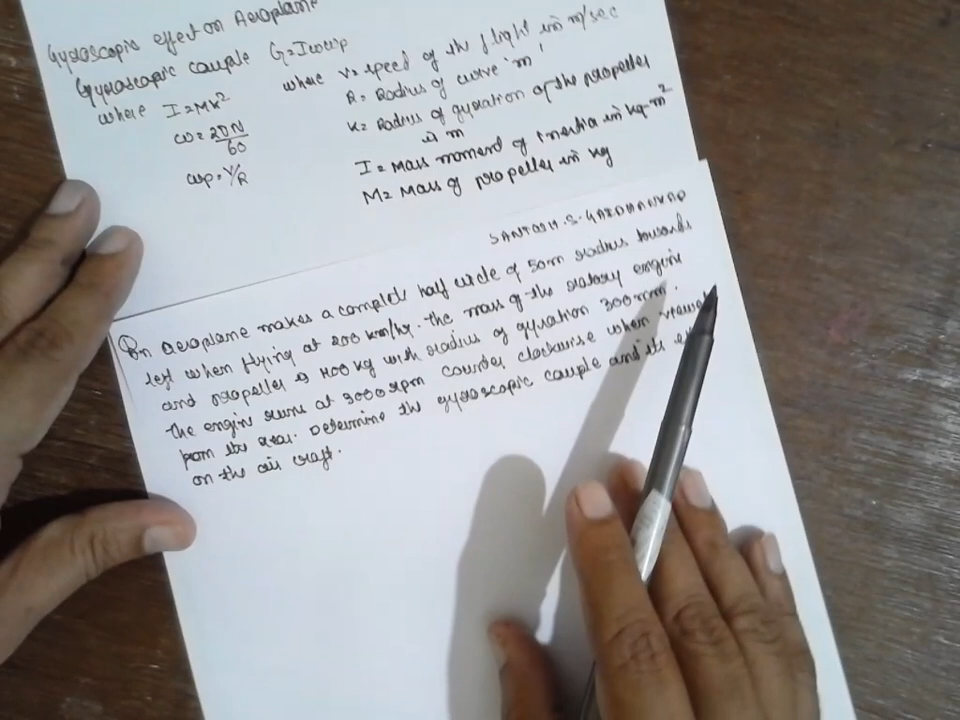 Gyroscopic effect on Aeroplane
Gyroscopic couple G=Iωωp
where I=MK²
ω=2πN/60
ωp=V/R
where V= speed of the flight in m/sec
R= Radius of curve 'm'
K= Radius of gyration of the propeller
in m
I= Mass moment of inertia in kg-m²
M= Mass of propeller in kg
SANTOSH.S.
An aeroplane makes a complete half circle of 50m radius towards
left when flying at 200 km/hr. The mass of the rotary engine
and propeller is 400 kg with radius of gyration 300mm.
The engine runs at 3000 rpm counter clockwise when viewed
from the rear. Determine the gyroscopic couple and its
on the air craft.